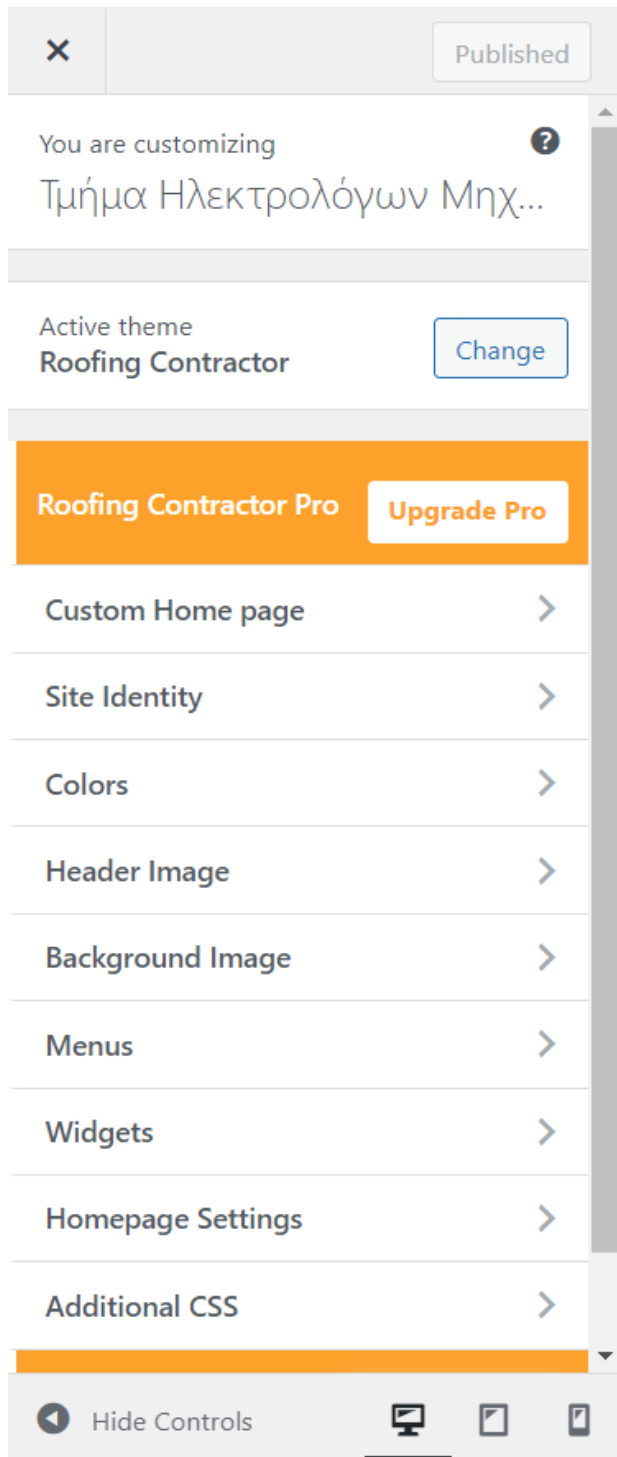 Published
You are customizing
Τμήμα Ηλεκτρολόγων Μηχ...
Active theme
Roofing Contractor
Change
Roofing Contractor Pro
Upgrade Pro
Custom Home page
Site Identity
Colors
Header Image
Background Image
Menus
Widgets
Homepage Settings
Additional CSS
Hide Controls